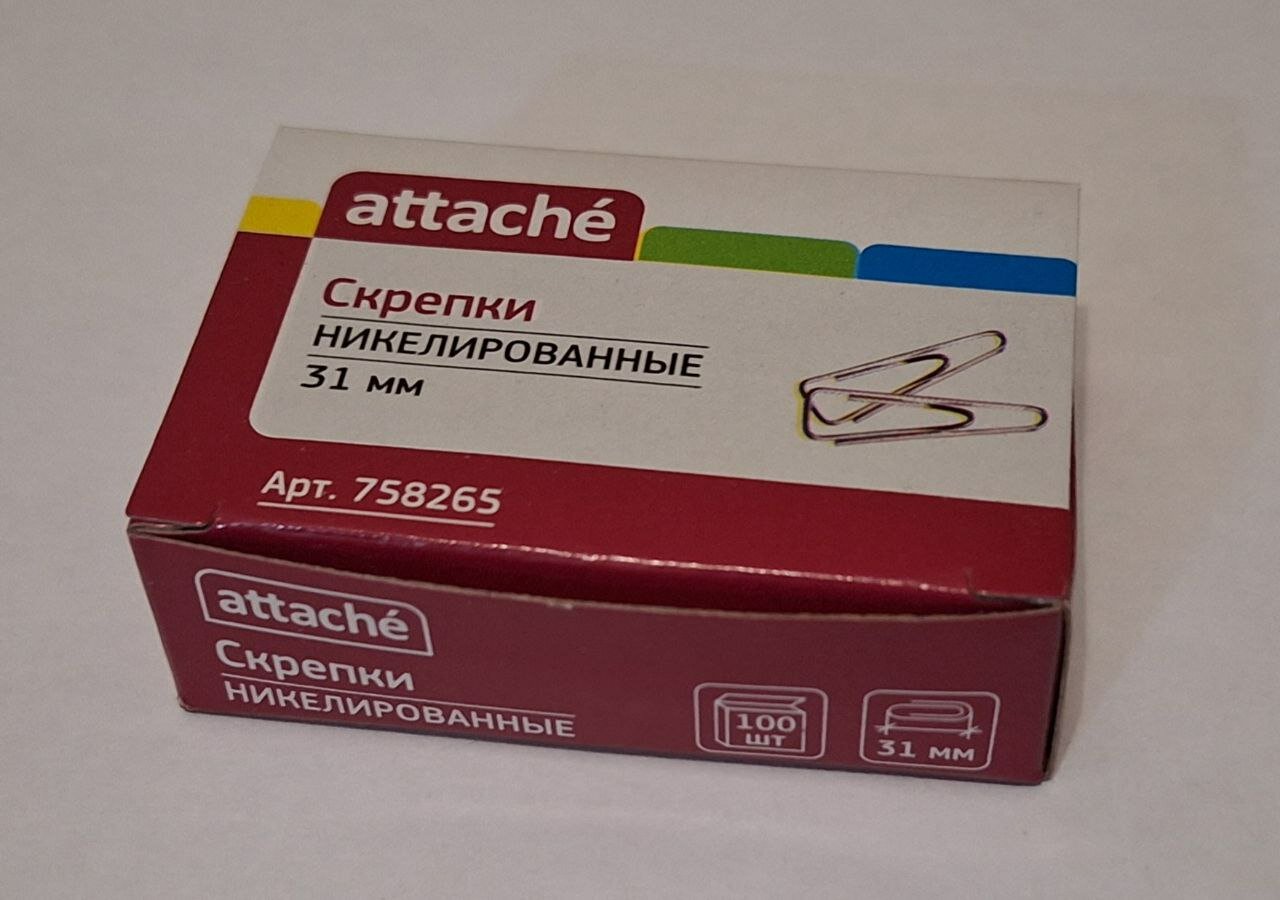 attaché
Скрепки
НИКЕЛИРОВАННЫЕ
31 мм
Арт. 758265
attaché
Скрепки
НИКЕЛИРОВАННЫЕ
100
шт
31 мм